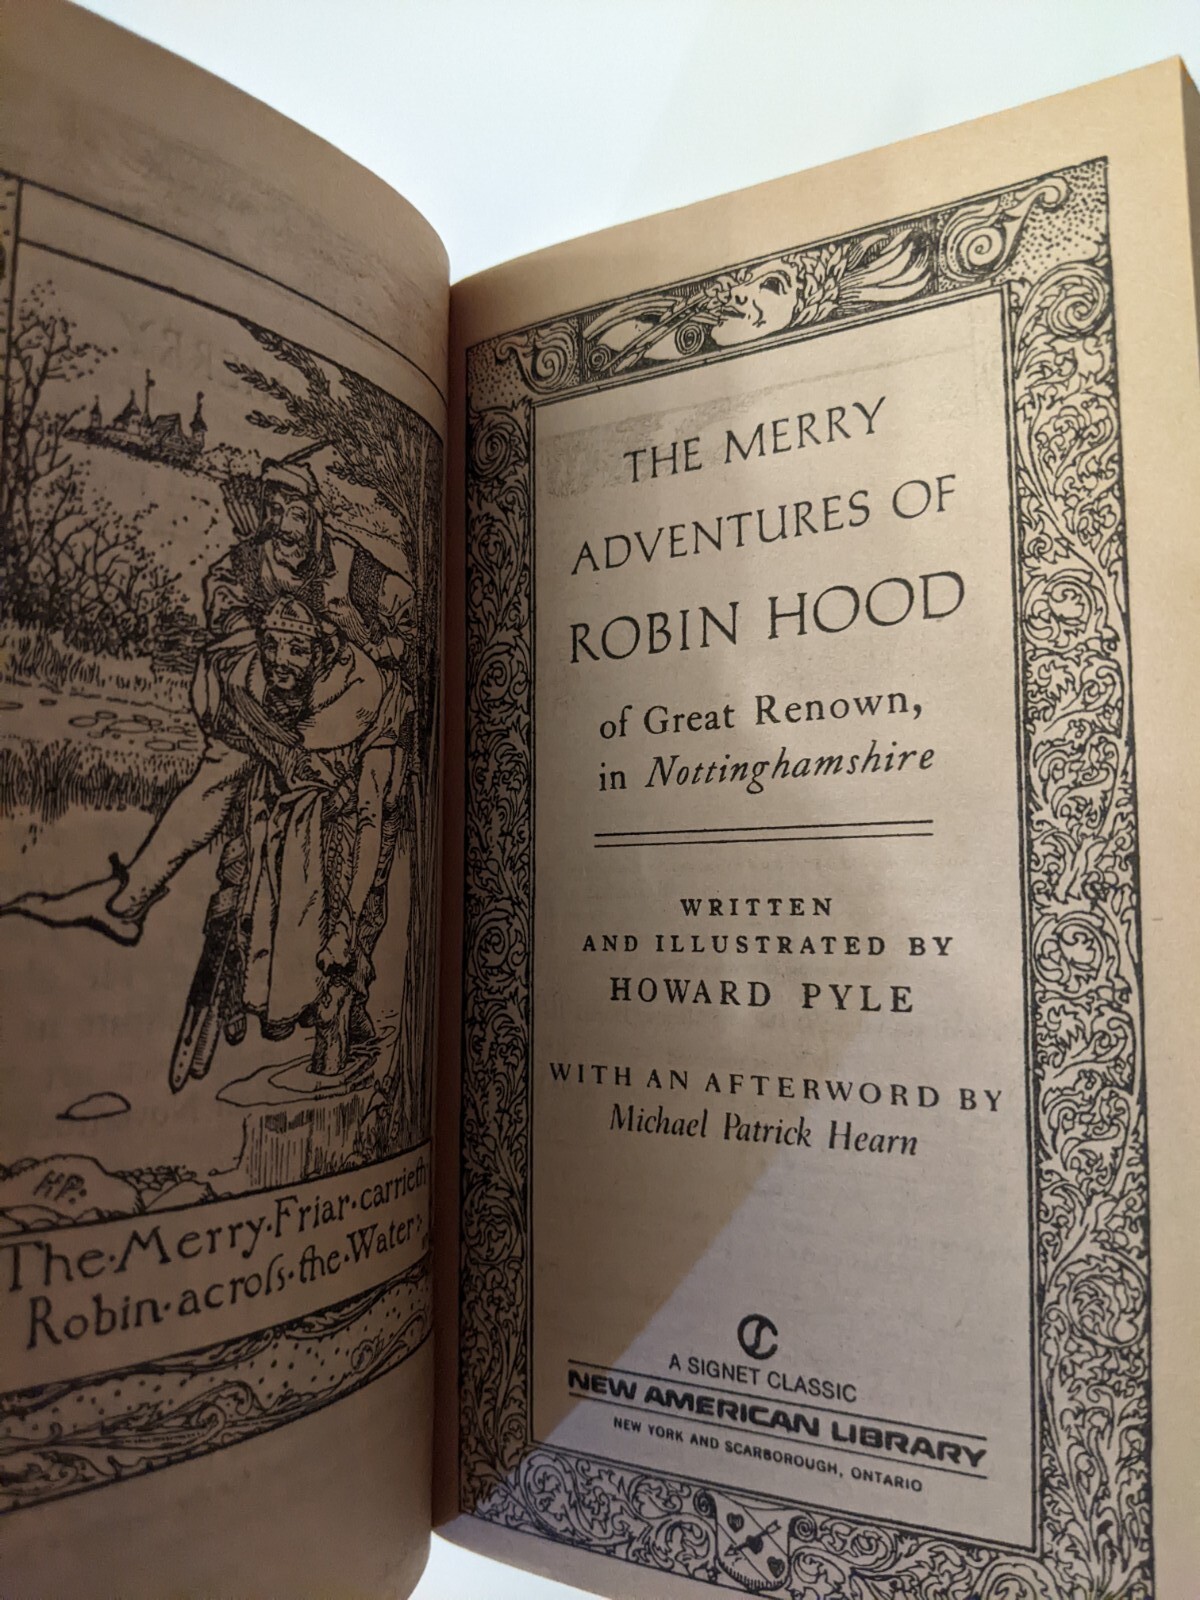 The·Merry·Friar·carrieth
Robin·acroſs·the·Water:
HP.
THE MERRY
ADVENTURES OF
ROBIN HOOD
of Great Renown,
in Nottinghamshire
WRITTEN
AND ILLUSTRATED BY
HOWARD PYLE
WITH AN AFTERWORD BY
Michael Patrick Hearn
A SIGNET CLASSIC
NEW AMERICAN LIBRARY
NEW YORK AND SCARBOROUGH, ONTARIO